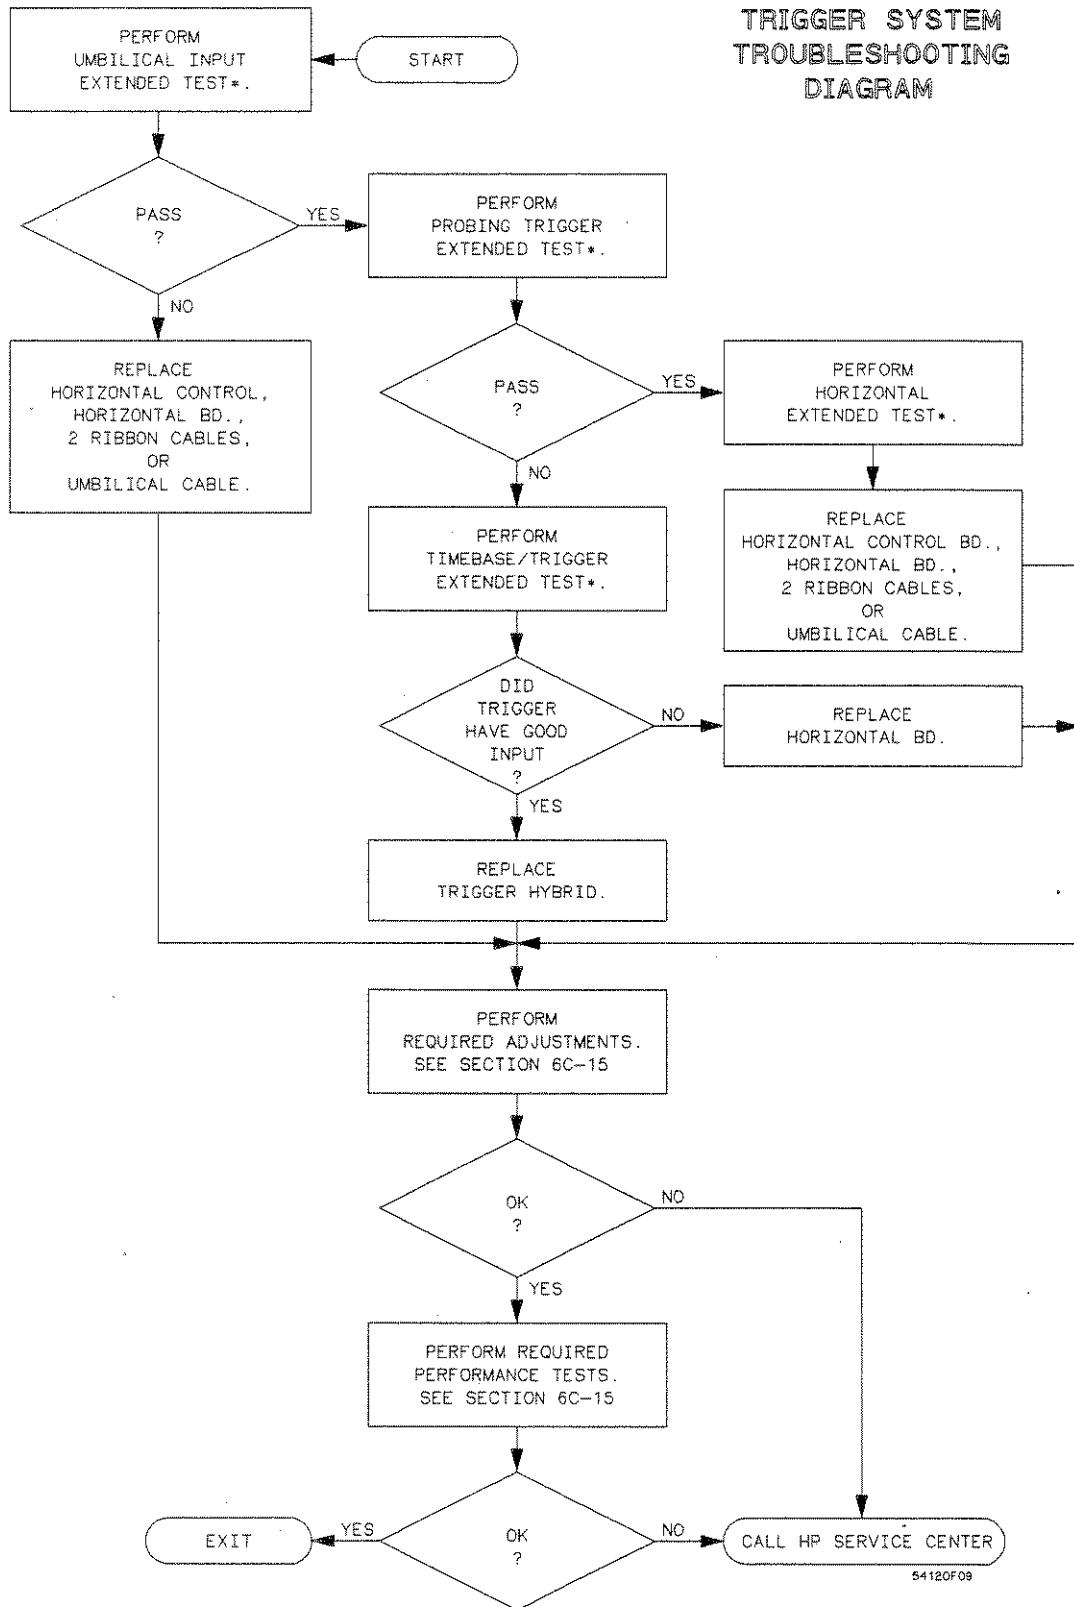 TRIGGER SYSTEM
TROUBLESHOOTING
DIAGRAM
START
PERFORM
UMBILICAL INPUT
EXTENDED TEST*.
PASS
?
YES
NO
PERFORM
PROBING TRIGGER
EXTENDED TEST*.
REPLACE
HORIZONTAL CONTROL,
HORIZONTAL BD.,
2 RIBBON CABLES,
OR
UMBILICAL CABLE.
PASS
?
YES
NO
PERFORM
HORIZONTAL
EXTENDED TEST*.
REPLACE
HORIZONTAL CONTROL BD.,
HORIZONTAL BD.,
2 RIBBON CABLES,
OR
UMBILICAL CABLE.
PERFORM
TIMEBASE/TRIGGER
EXTENDED TEST*.
DID
TRIGGER
HAVE GOOD
INPUT
?
NO
YES
REPLACE
HORIZONTAL BD.
REPLACE
TRIGGER HYBRID.
PERFORM
REQUIRED ADJUSTMENTS.
SEE SECTION 6C-15
OK
?
NO
YES
PERFORM REQUIRED
PERFORMANCE TESTS.
SEE SECTION 6C-15
OK
?
YES
NO
EXIT
CALL HP SERVICE CENTER
54120F09